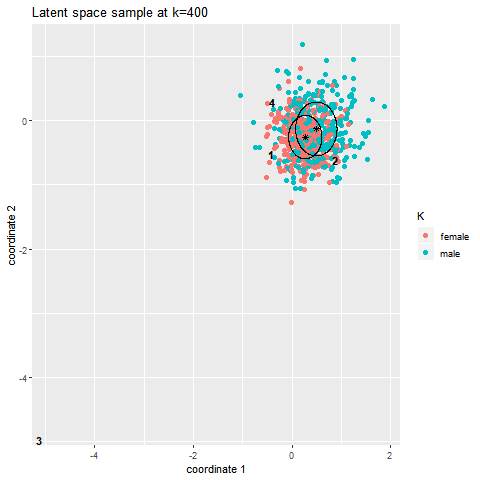 Latent space sample at k=400
4
0
1
2
-2
-4
3
-4
-2
0
2
coordinate 1
coordinate 2
K
female
male